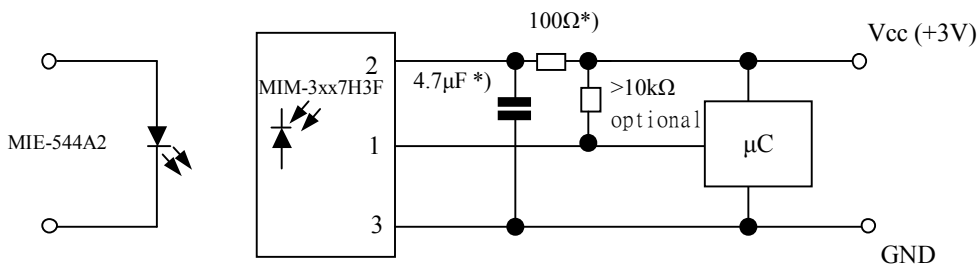 100Ω*)
Vcc (+3V)
2
4.7μF *)
MIM-3xx7H3F
>10kΩ
optional
MIE-544A2
1
μC
3
GND